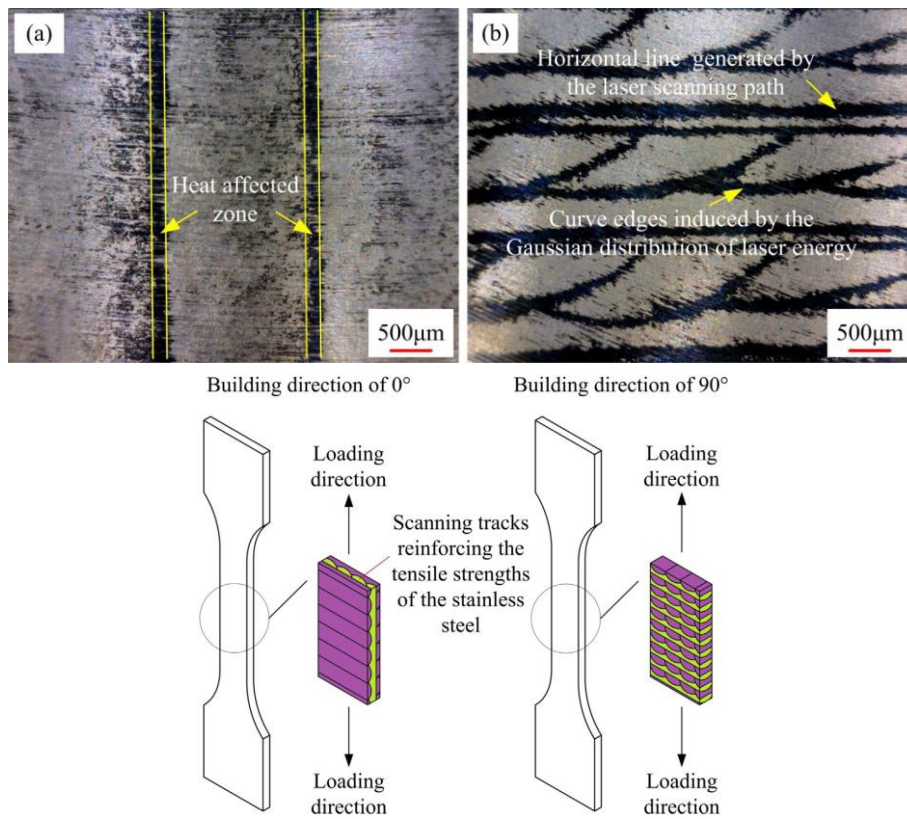 (a)
Heat affected
zone
500μm
(b)
Horizontal line generated by
the laser scanning path
Curve edges induced by the
Gaussian distribution of laser energy
500μm
Building direction of 0°
Building direction of 90°
Loading
direction
Scanning tracks
reinforcing the
tensile strengths
of the stainless
steel
Loading
direction
Loading
direction
Loading
direction